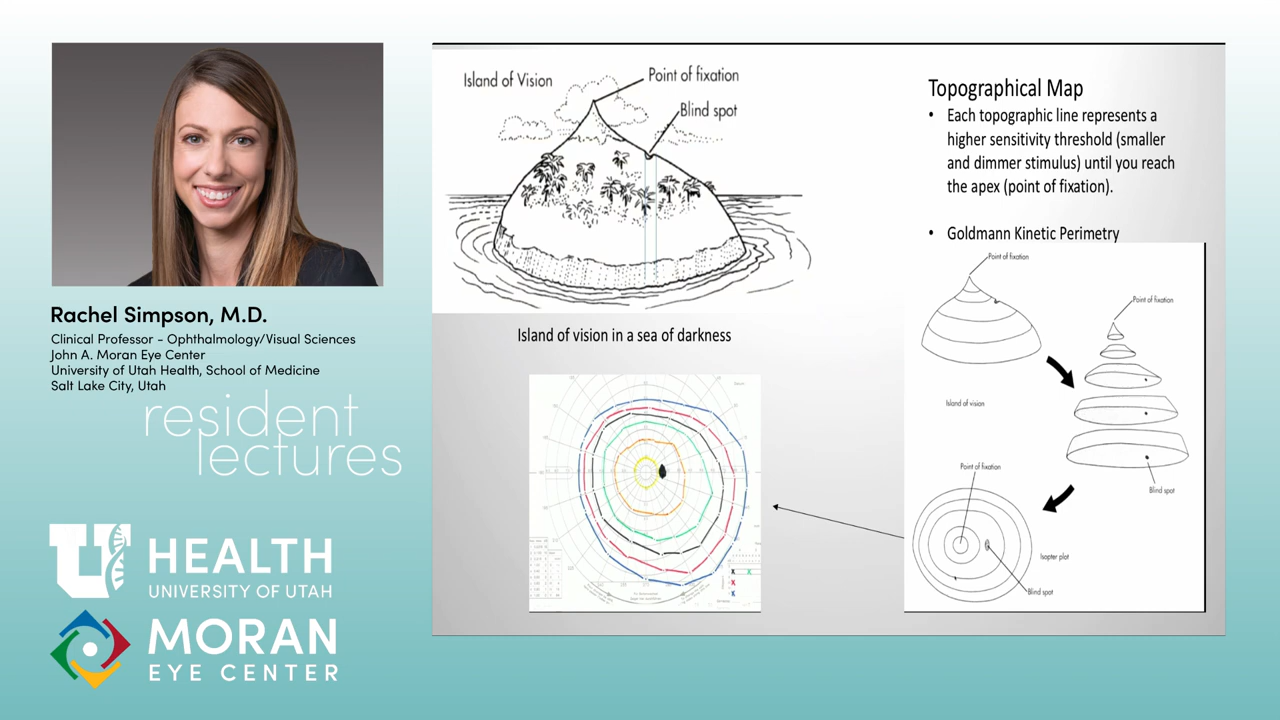 Rachel Simpson, M.D.
Clinical Professor - Ophthalmology/Visual Sciences
John A. Moran Eye Center
University of Utah Health, School of Medicine
Salt Lake City, Utah
resident
lectures
U
HEALTH
UNIVERSITY OF UTAH
MORAN
EYE CENTER
Island of Vision
Point of fixation
Blind spot
Island of vision in a sea of darkness
Topographical Map
• Each topographic line represents a
higher sensitivity threshold (smaller
and dimmer stimulus) until you reach
the apex (point of fixation).
• Goldmann Kinetic Perimetry
Point of fixation
Point of fixation
Island of vision
Point of fixation
Blind spot
Isopter plot
Blind spot